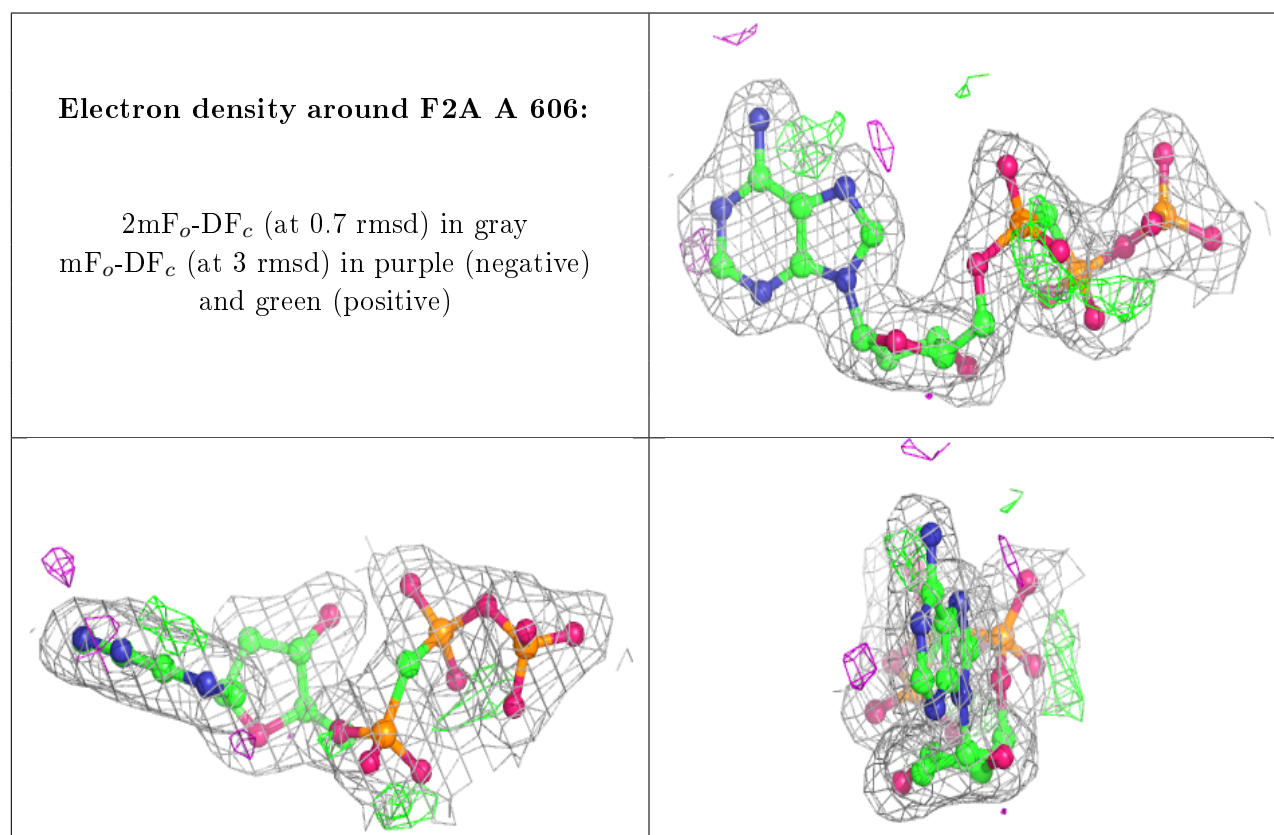 Electron density around F2A A 606:
2mFₒ-DF𝒸 (at 0.7 rmsd) in gray
mFₒ-DF𝒸 (at 3 rmsd) in purple (negative)
and green (positive)